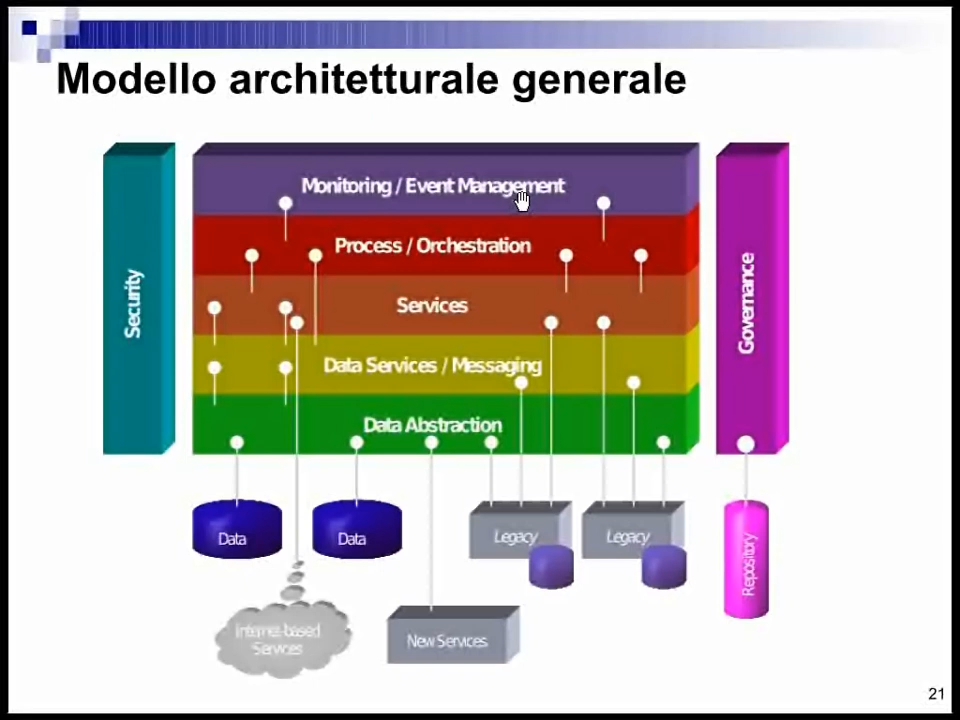 Modello architetturale generale
Security
Monitoring / Event Management
Process / Orchestration
Services
Data Services / Messaging
Data Abstraction
Governance
Data
Data
Legacy
Legacy
Repository
Internet-based
Services
New Services
21